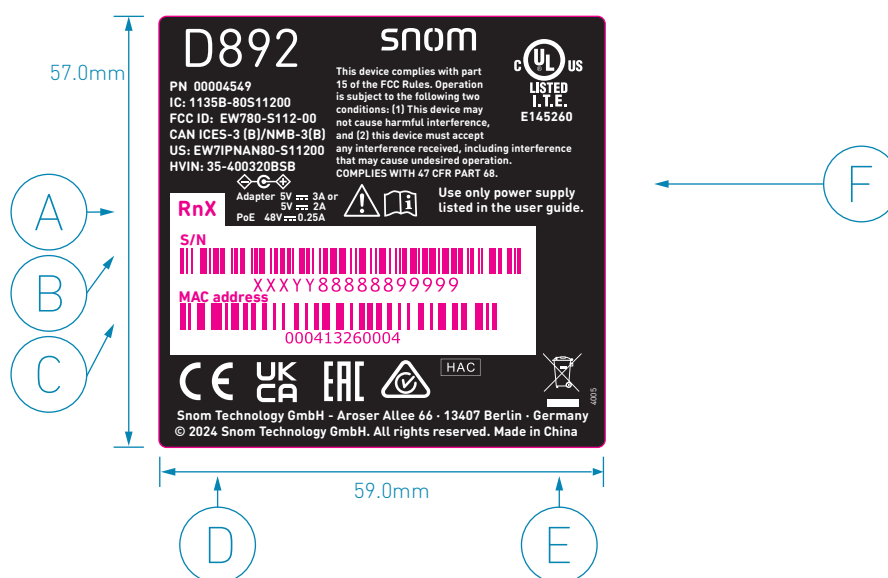 57.0mm
D892
snom
PN 00004549
IC: 1135B-80S11200
FCC ID: EW780-S112-00
CAN ICES-3 (B)/NMB-3(B)
US: EW7IPNAN80-S11200
HVIN: 35-400320BSB
This device complies with part
15 of the FCC Rules. Operation
is subject to the following two
conditions: (1) This device may
not cause harmful interference,
and (2) this device must accept
any interference received, including interference
that may cause undesired operation.
COMPLIES WITH 47 CFR PART 68.
C UL US
®
LISTED
I.T.E.
E145260
Adapter 5V 3A or
5V 2A
PoE 48V 0.25A
Use only power supply
listed in the user guide.
RnX
S/N
XXXYY88888899999
MAC address
000413260004
CE
UK
CA
EAC
HAC
4005
Snom Technology GmbH - Aroser Allee 66 · 13407 Berlin · Germany
© 2024 Snom Technology GmbH. All rights reserved. Made in China
59.0mm
A
B
C
D
E
F